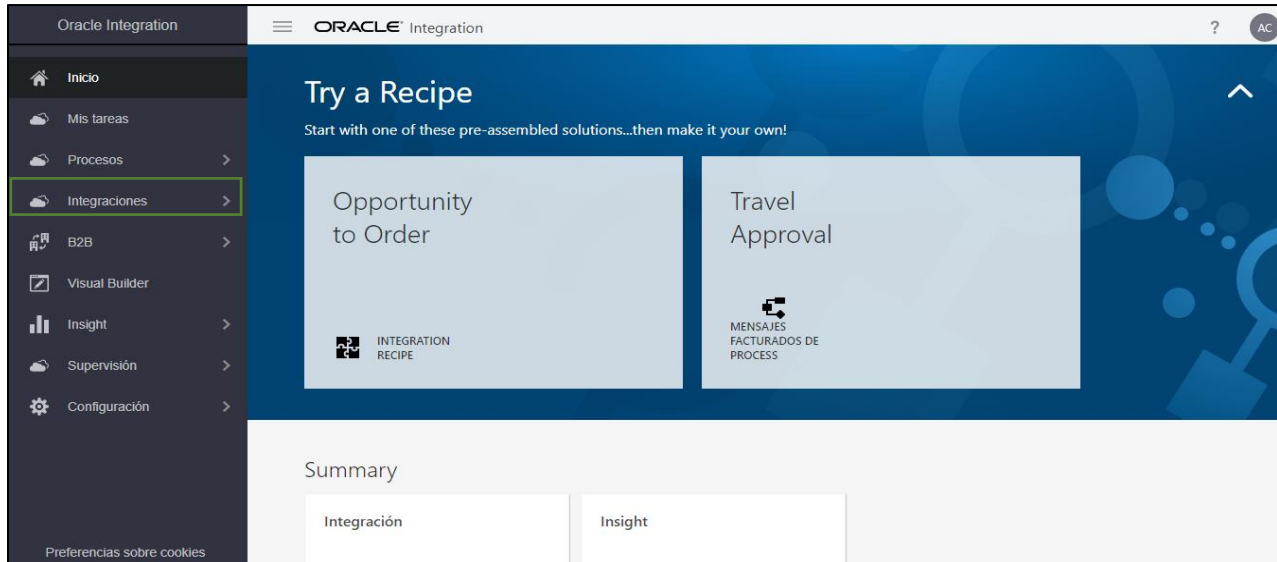 Oracle Integration
ORACLE® Integration
?
AC
Inicio
Mis tareas
Procesos
Integraciones
B2B
Visual Builder
Insight
Supervisión
Configuración
Preferencias sobre cookies
Try a Recipe
Start with one of these pre-assembled solutions...then make it your own!
Opportunity
to Order
INTEGRATION
RECIPE
Travel
Approval
MENSAJES
FACTURADOS DE
PROCESS
Summary
Integración
Insight